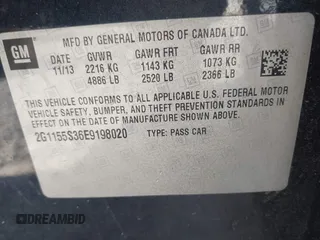 GM
MFD BY GENERAL MOTORS OF CANADA LTD.
DATE GVWR GAWR FRT GAWR RR
11/13 2216 KG 1143 KG 1073 KG
4886 LB 2520 LB 2366 LB
THIS VEHICLE CONFORMS TO ALL APPLICABLE U.S. FEDERAL MOTOR
VEHICLE SAFETY, BUMPER, AND THEFT PREVENTION STANDARDS
IN EFFECT ON THE DATE OF MANUFACTURE SHOWN ABOVE.
2G1155S36E9198020 TYPE: PASS CAR
DREAMBID